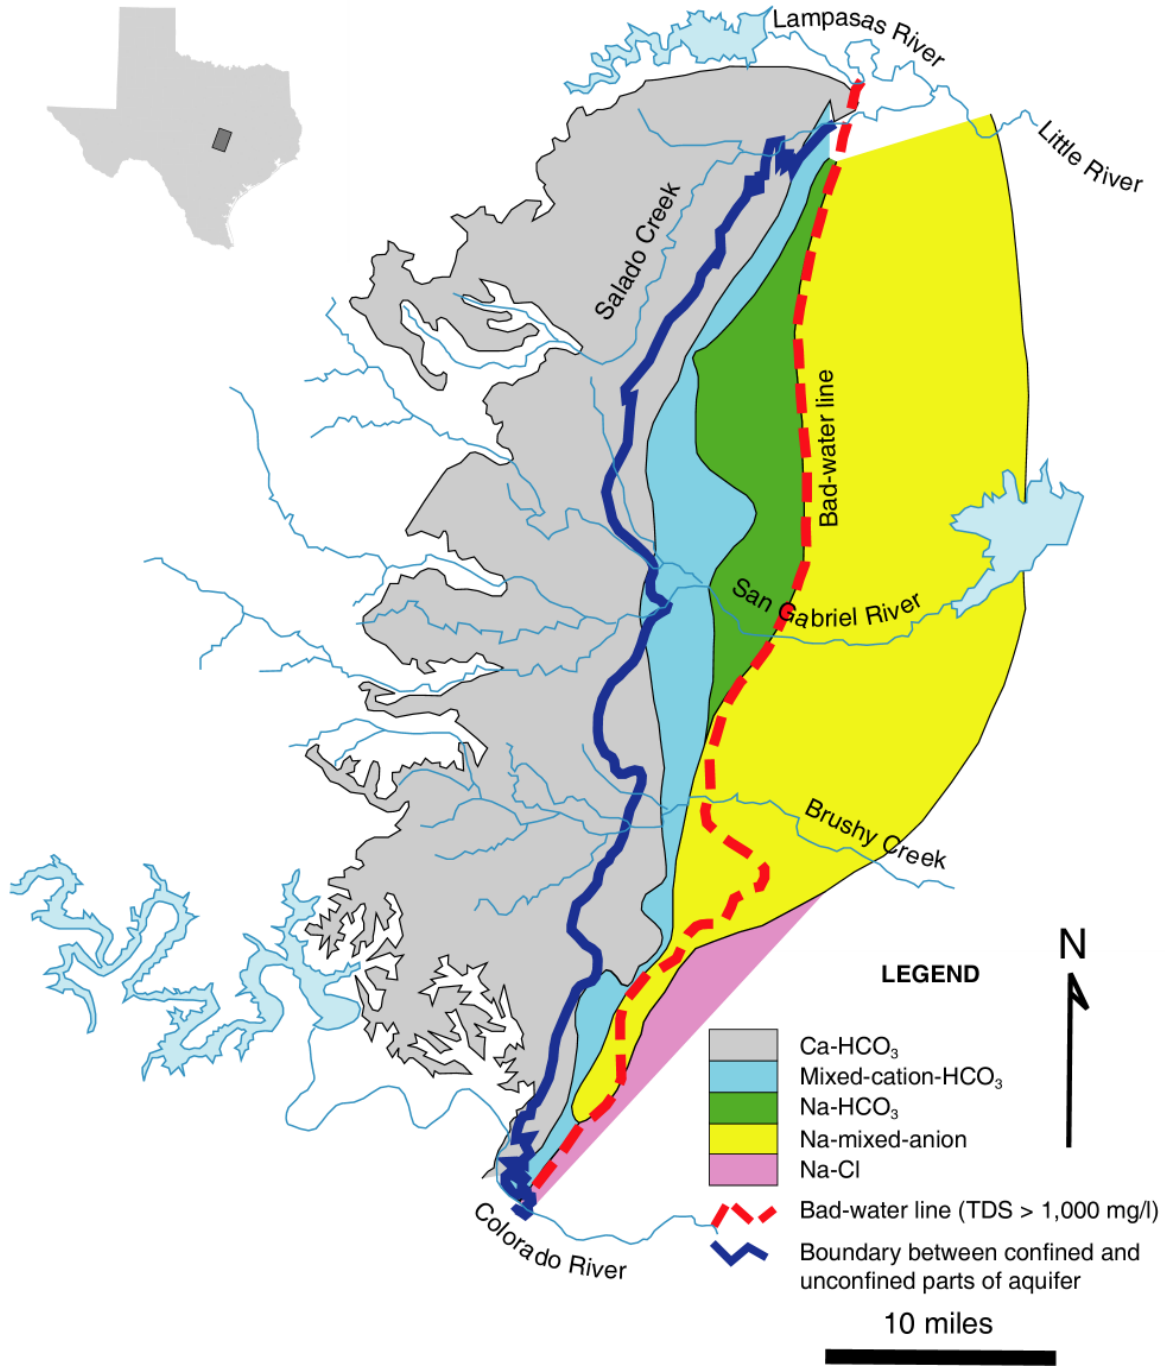 Lampasas River
Little River
Salado Creek
Bad-water line
San Gabriel River
Brushy Creek
N
LEGEND
Ca-HCO₃
Mixed-cation-HCO₃
Na-HCO₃
Na-mixed-anion
Na-Cl
Bad-water line (TDS > 1,000 mg/l)
Boundary between confined and
unconfined parts of aquifer
Colorado River
10 miles